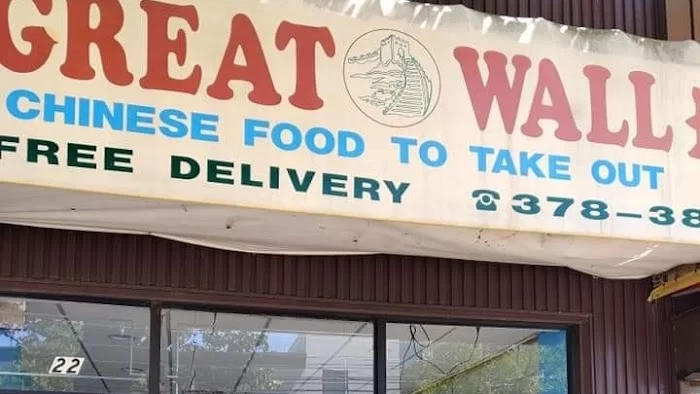 GREAT WALL
CHINESE FOOD TO TAKE OUT
FREE DELIVERY ☎378-38
22